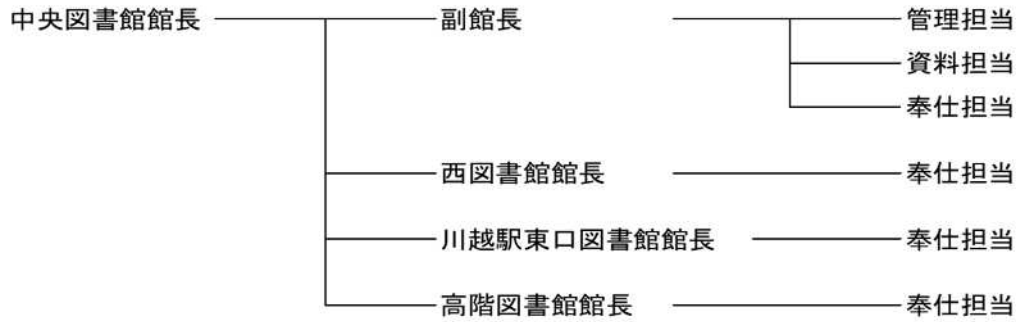 中央図書館館長 副館長 管理担当
資料担当
奉仕担当
西図書館館長 奉仕担当
川越駅東口図書館館長 奉仕担当
高階図書館館長 奉仕担当